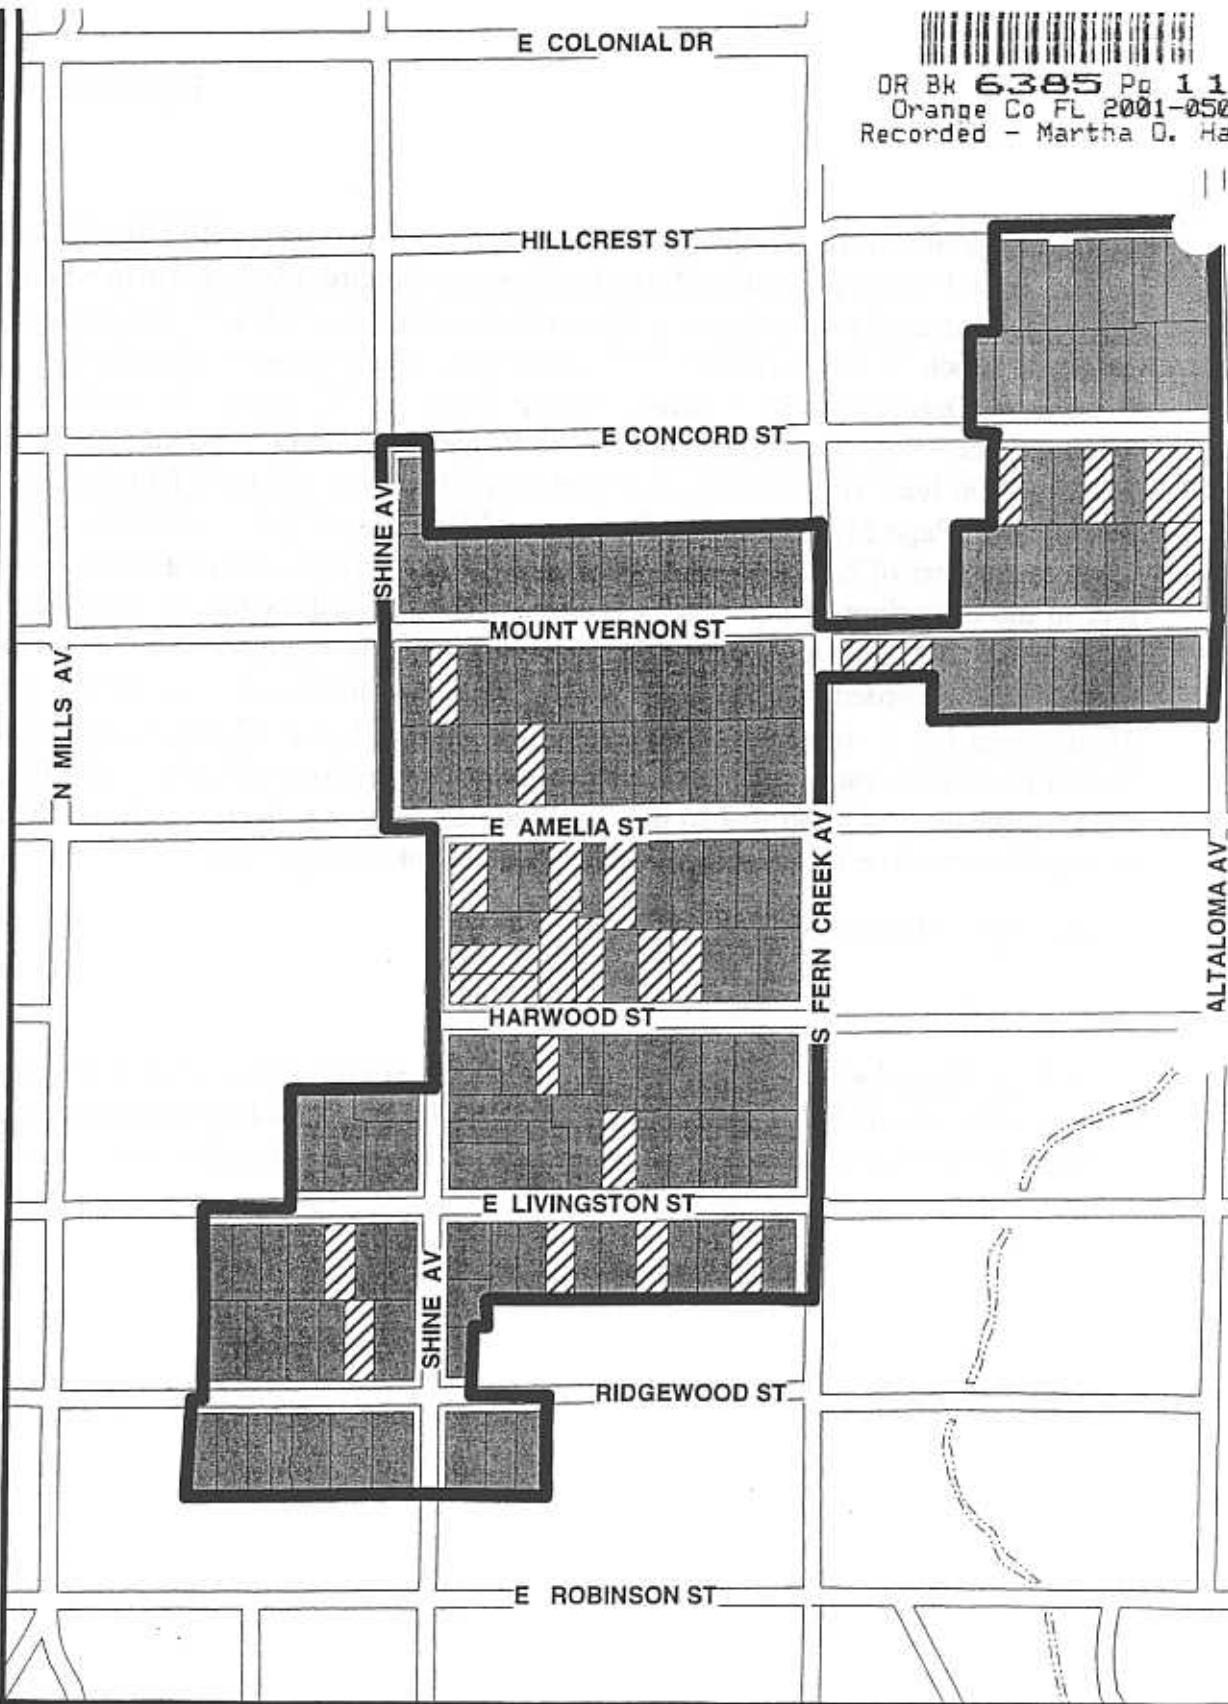 E COLONIAL DR
OR Bk 6385 Pg 11
Orange Co FL 2001-050
Recorded - Martha O. Ha
HILLCREST ST
E CONCORD ST
SHINE AV
MOUNT VERNON ST
N MILLS AV
E AMELIA ST
S FERN CREEK AV
ALTALOMA AV
HARWOOD ST
E LIVINGSTON ST
SHINE AV
RIDGEWOOD ST
E ROBINSON ST